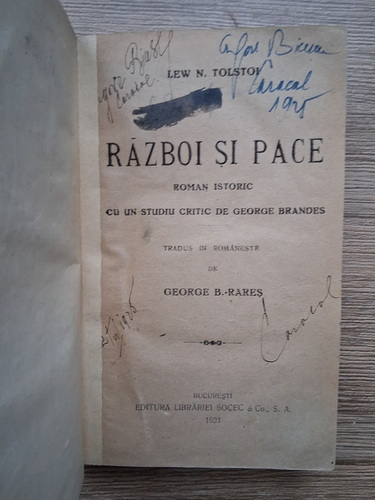 LEW N. TOLSTOI
Caracal
1925
RĂZBOI ȘI PACE
ROMAN ISTORIC
CU UN STUDIU CRITIC DE GEORGE BRANDES
TRADUS IN ROMÂNEȘTE
DE
GEORGE B.-RAREȘ
Caracal
BUCUREȘTI
EDITURA LIBRĂRIEI SOCEC & Co., S. A.
1921